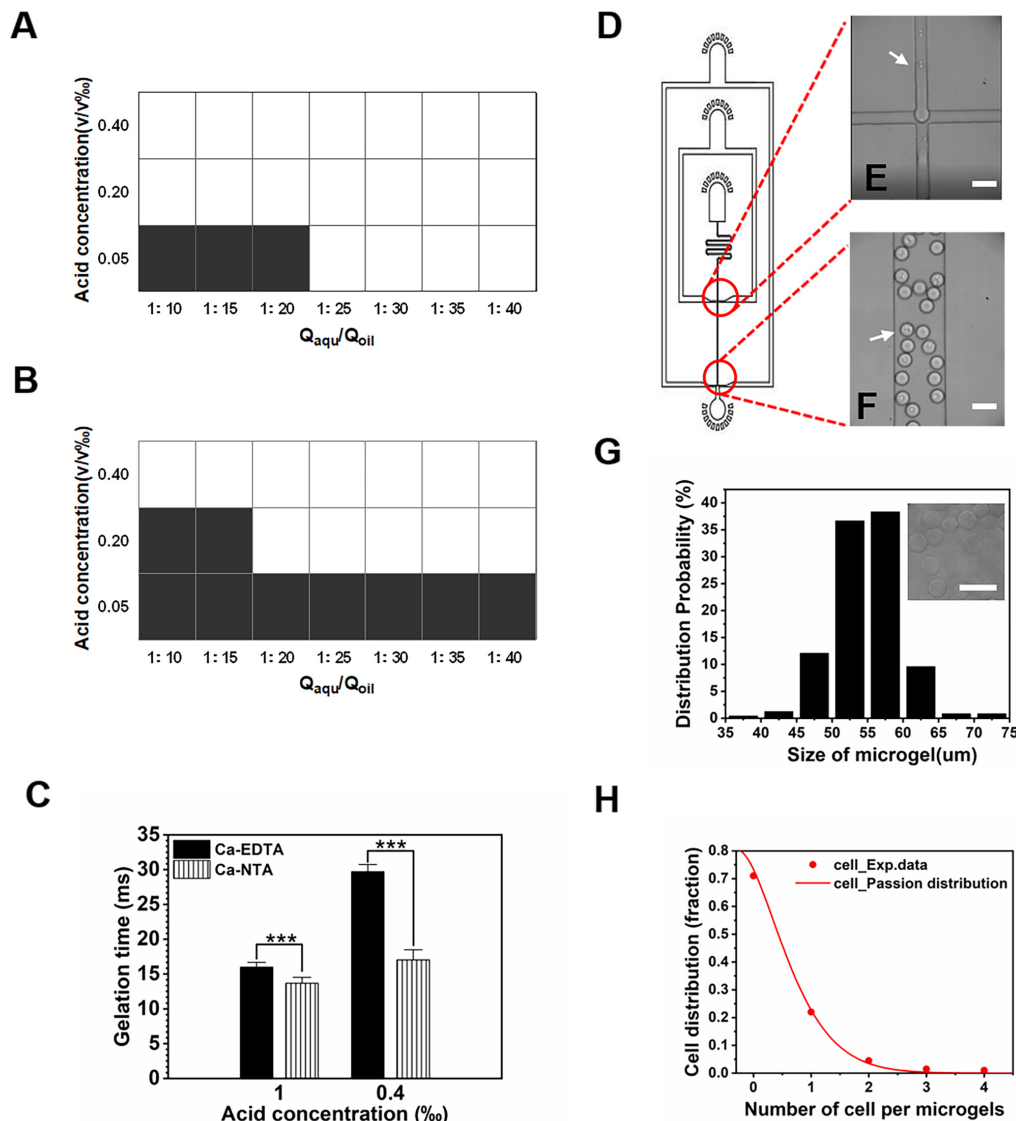 A
Acid concentration(v/v‰)
0.40
0.20
0.05
1: 10 1: 15 1: 20 1: 25 1: 30 1: 35 1: 40
Qaqu/Qoil
B
Acid concentration(v/v‰)
0.40
0.20
0.05
1: 10 1: 15 1: 20 1: 25 1: 30 1: 35 1: 40
Qaqu/Qoil
C
Gelation time (ms)
35
30
25
20
15
10
5
0
Ca-EDTA
Ca-NTA
***
***
1 0.4
Acid concentration (‰)
D
E
F
G
Distribution Probability (%)
40
35
30
25
20
15
10
5
0
35 40 45 50 55 60 65 70 75
Size of microgel(um)
H
Cell distribution (fraction)
0.8
0.7
0.6
0.5
0.4
0.3
0.2
0.1
0.0
cell_Exp.data
cell_Passion distribution
0 1 2 3 4
Number of cell per microgels